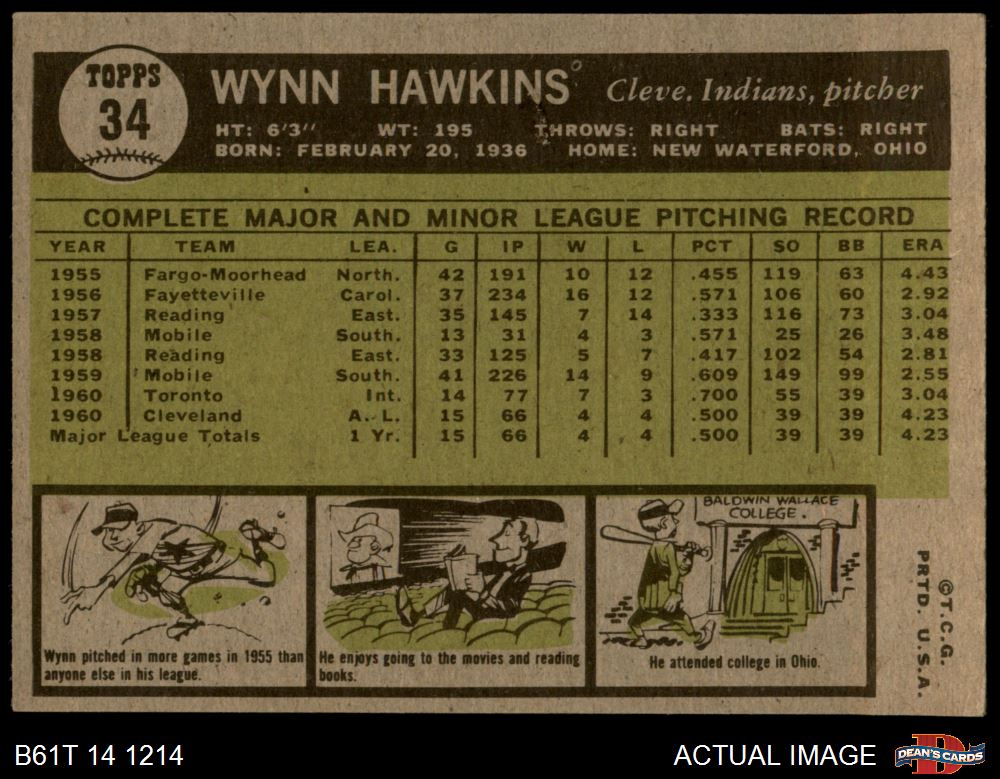 TOPPS
34
WYNN HAWKINS Cleve. Indians, pitcher
HT: 6'3" WT: 195 THROWS: RIGHT BATS: RIGHT
BORN: FEBRUARY 20, 1936 HOME: NEW WATERFORD, OHIO
COMPLETE MAJOR AND MINOR LEAGUE PITCHING RECORD
YEAR TEAM LEA. G IP W L PCT SO BB ERA
1955 Fargo-Moorhead North. 42 191 10 12 .455 119 63 4.43
1956 Fayetteville Carol. 37 234 16 12 .571 106 60 2.92
1957 Reading East. 35 145 7 14 .333 116 73 3.04
1958 Mobile South. 13 31 4 3 .571 25 26 3.48
1958 Reading East. 33 125 5 7 .417 102 54 2.81
1959 Mobile South. 41 226 14 9 .609 149 99 2.55
1960 Toronto Int. 14 77 7 3 .700 55 39 3.04
1960 Cleveland A. L. 15 66 4 4 .500 39 39 4.23
Major League Totals 1 Yr. 15 66 4 4 .500 39 39 4.23
Wynn pitched in more games in 1955 than
anyone else in his league.
He enjoys going to the movies and reading
books.
BALDWIN WALLACE
COLLEGE.
He attended college in Ohio.
©T.C.G.
PRTD. U.S.A.
B61T 14 1214
ACTUAL IMAGE
DEAN'S CARDS